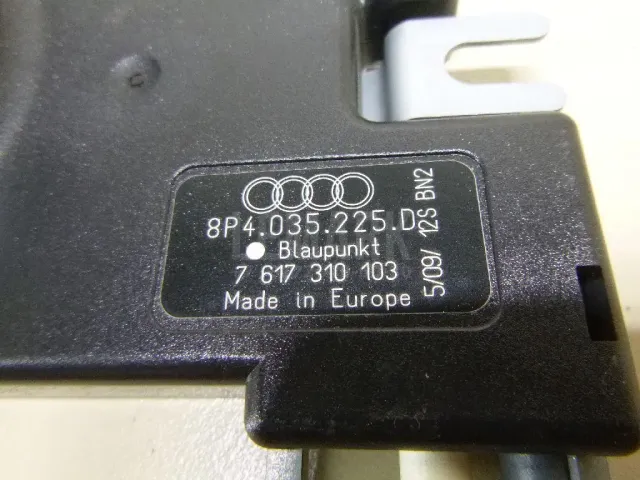 8P4.035.225.D
Blaupunkt
7 617 310 103
Made in Europe
5/09/ 12S BN2